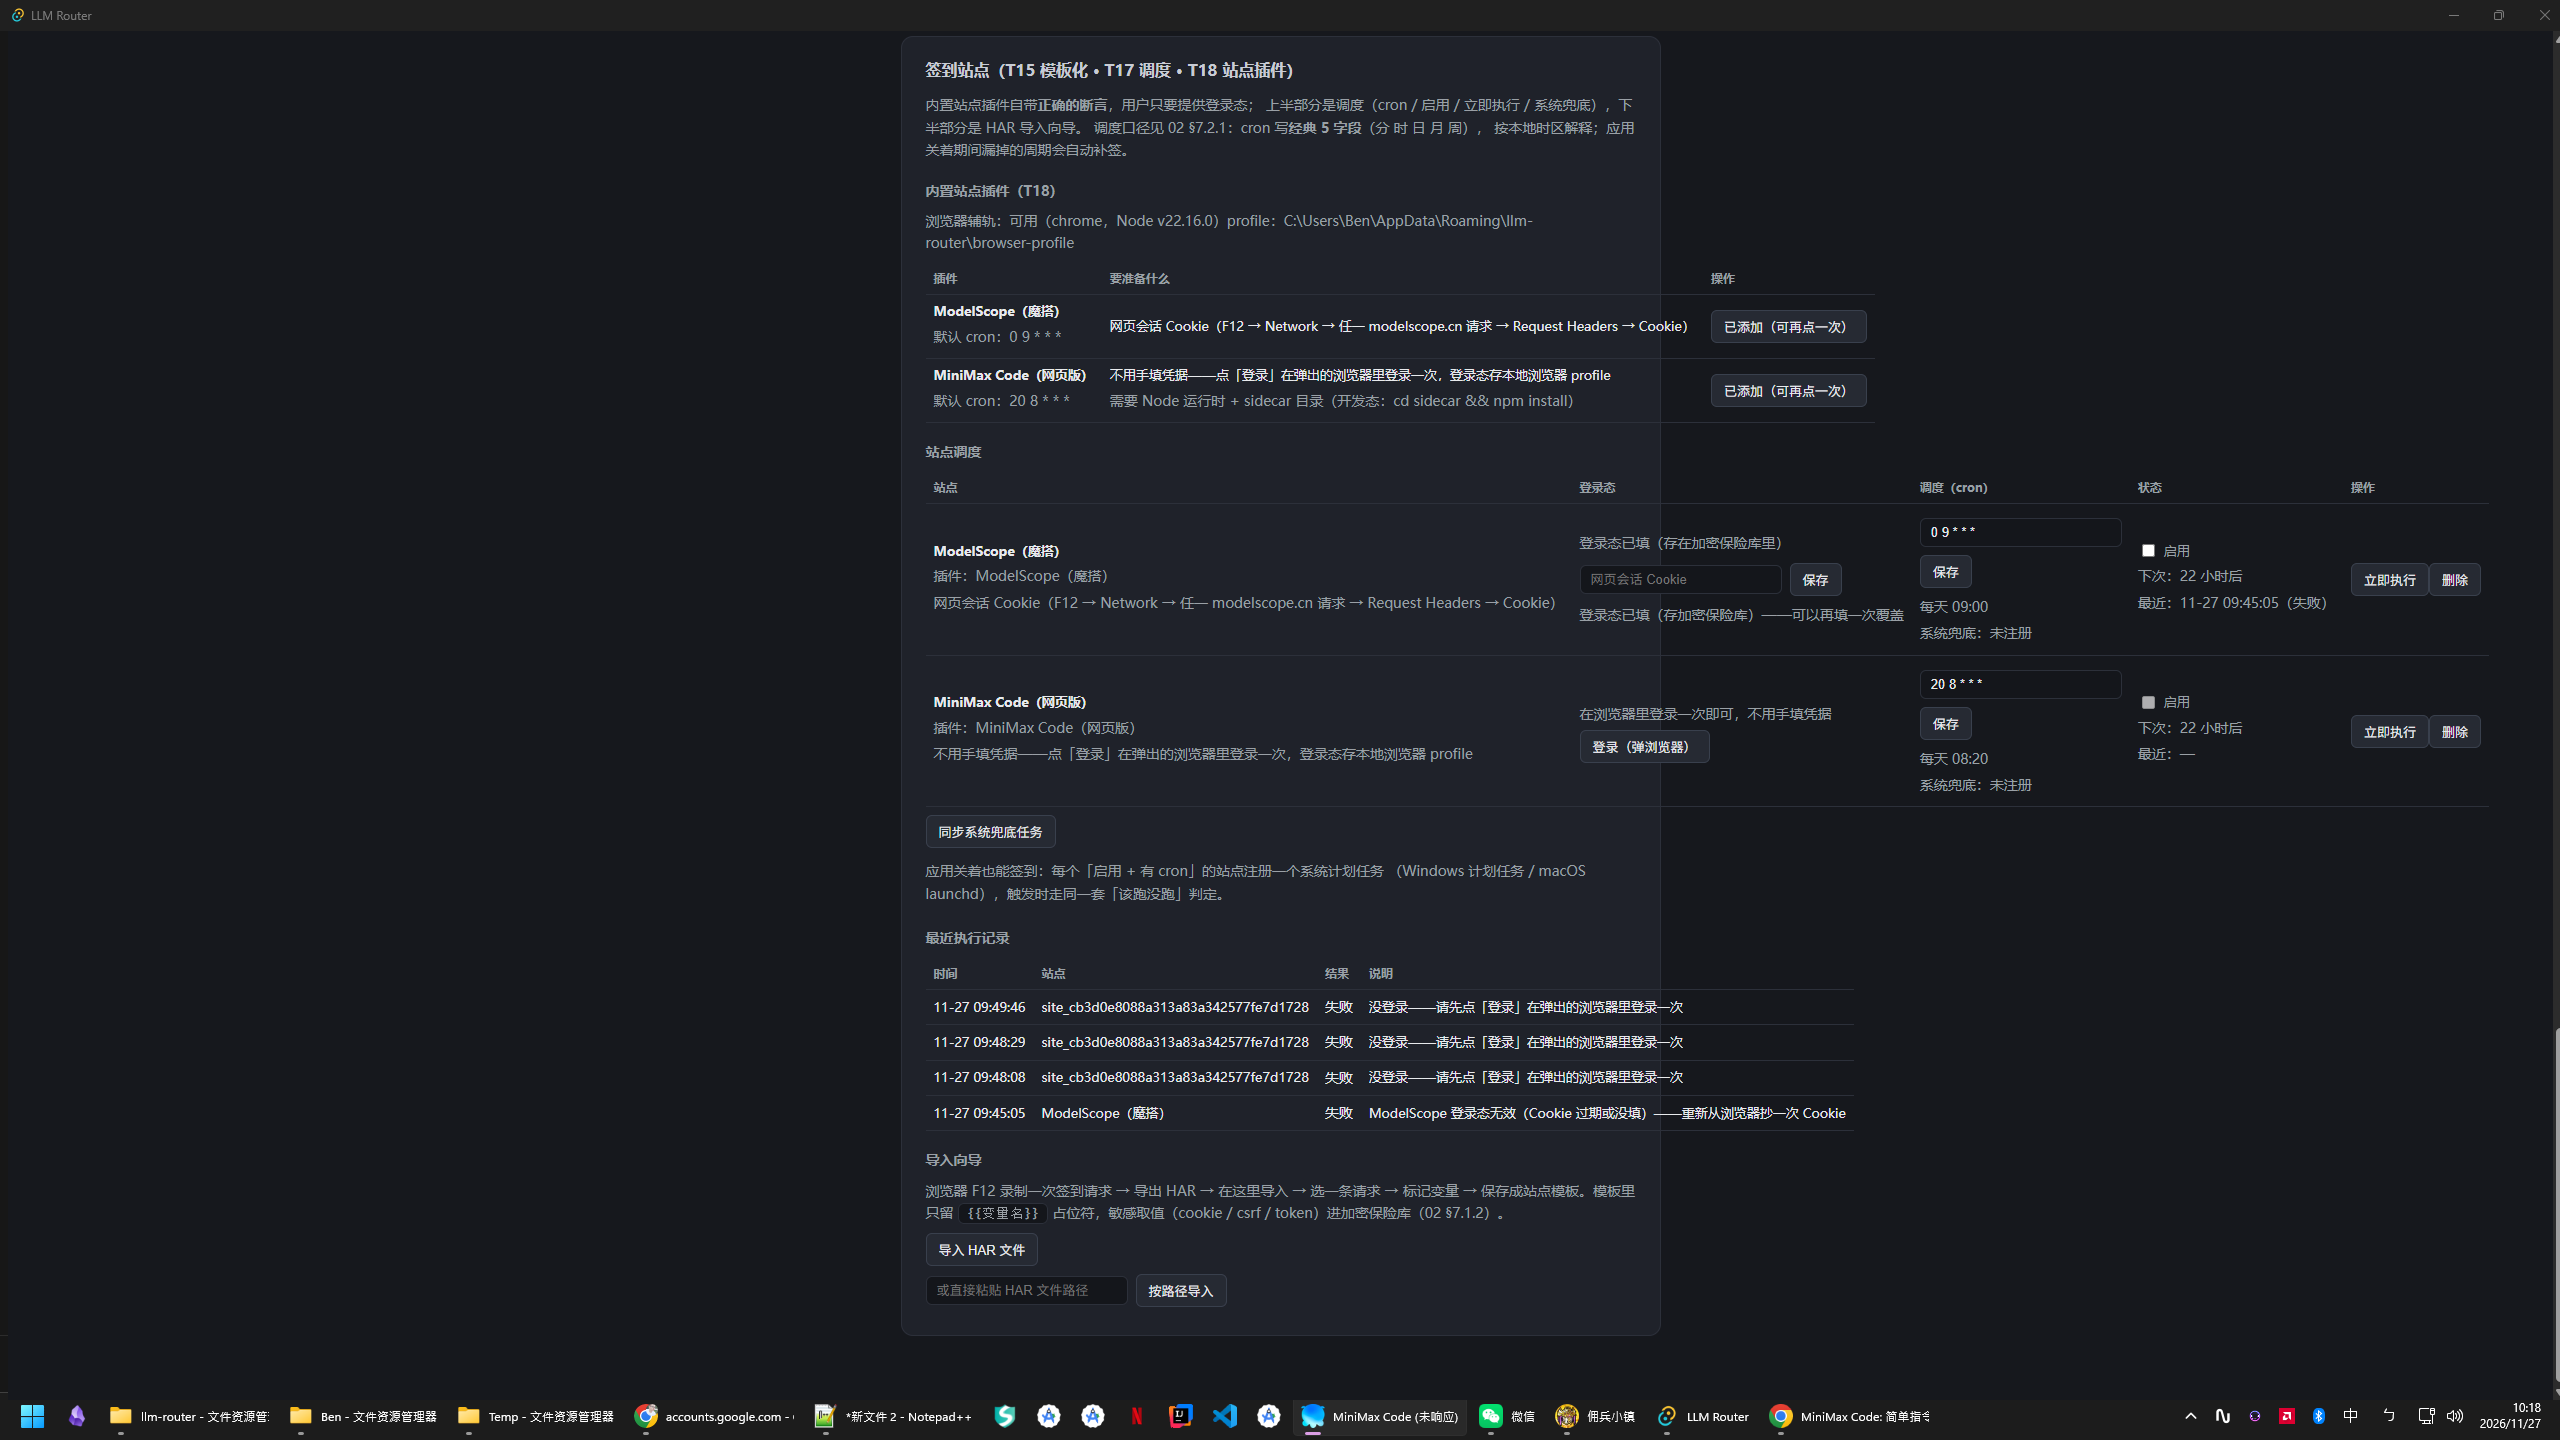 LLM Router
签到站点（T15 模板化 • T17 调度 • T18 站点插件）
内置站点插件自带正确的断言，用户只要提供登录态； 上半部分是调度（cron / 启用 / 立即执行 / 系统兜底），下
半部分是 HAR 导入向导。 调度口径见 02 §7.2.1：cron 写经典 5 字段（分 时 日 月 周）， 按本地时区解释；应用
关着期间漏掉的周期会自动补签。
内置站点插件（T18）
浏览器辅轨：可用（chrome，Node v22.16.0）profile：C:\Users\Ben\AppData\Roaming\llm-
router\browser-profile
插件 要准备什么 操作
ModelScope（魔搭）
默认 cron：0 9 * * *
网页会话 Cookie（F12 → Network → 任一 modelscope.cn 请求 → Request Headers → Cookie）
已添加（可再点一次）
MiniMax Code（网页版）
默认 cron：20 8 * * *
不用手填凭据——点「登录」在弹出的浏览器里登录一次，登录态存本地浏览器 profile
需要 Node 运行时 + sidecar 目录（开发态：cd sidecar && npm install）
已添加（可再点一次）
站点调度
站点 登录态 调度（cron） 状态 操作
ModelScope（魔搭）
插件：ModelScope（魔搭）
网页会话 Cookie（F12 → Network → 任一 modelscope.cn 请求 → Request Headers → Cookie）
登录态已填（存在加密保险库里）
网页会话 Cookie 保存
登录态已填（存加密保险库）——可以再填一次覆盖
0 9 * * *
保存
每天 09:00
系统兜底：未注册
启用
下次：22 小时后
最近：11-27 09:45:05（失败）
立即执行 删除
MiniMax Code（网页版）
插件：MiniMax Code（网页版）
不用手填凭据——点「登录」在弹出的浏览器里登录一次，登录态存本地浏览器 profile
在浏览器里登录一次即可，不用手填凭据
登录（弹浏览器）
20 8 * * *
保存
每天 08:20
系统兜底：未注册
启用
下次：22 小时后
最近：—
立即执行 删除
同步系统兜底任务
应用关着也能签到：每个「启用 + 有 cron」的站点注册一个系统计划任务 （Windows 计划任务 / macOS
launchd），触发时走同一套「该跑没跑」判定。
最近执行记录
时间 站点 结果 说明
11-27 09:49:46 site_cb3d0e8088a313a83a342577fe7d1728 失败 没登录——请先点「登录」在弹出的浏览器里登录一次
11-27 09:48:29 site_cb3d0e8088a313a83a342577fe7d1728 失败 没登录——请先点「登录」在弹出的浏览器里登录一次
11-27 09:48:08 site_cb3d0e8088a313a83a342577fe7d1728 失败 没登录——请先点「登录」在弹出的浏览器里登录一次
11-27 09:45:05 ModelScope（魔搭） 失败 ModelScope 登录态无效（Cookie 过期或没填）——重新从浏览器抄一次 Cookie
导入向导
浏览器 F12 录制一次签到请求 → 导出 HAR → 在这里导入 → 选一条请求 → 标记变量 → 保存成站点模板。模板里
只留 {{变量名}} 占位符，敏感取值（cookie / csrf / token）进加密保险库（02 §7.1.2）。
导入 HAR 文件
或直接粘贴 HAR 文件路径 按路径导入
llm-router - 文件资源管 Ben - 文件资源管理器 Temp - 文件资源管理器 accounts.google.com - *新文件 2 - Notepad++ MiniMax Code (未响应) 微信 佣兵小镇 LLM Router MiniMax Code: 简单指 中 10:18
2026/11/27